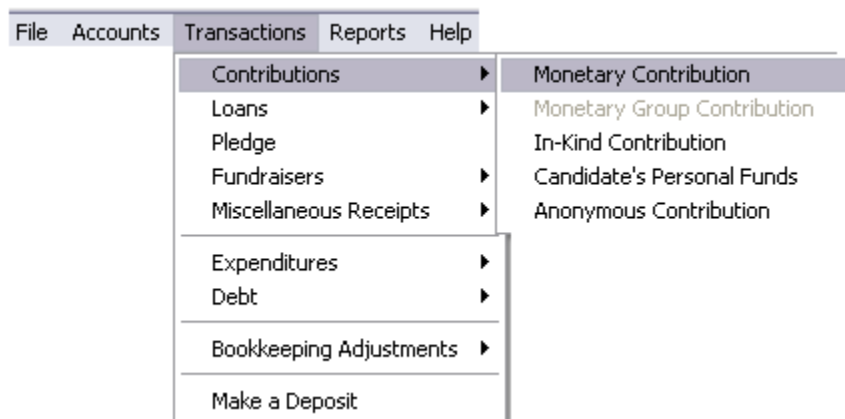 File Accounts Transactions Reports Help
Contributions
Loans
Pledge
Fundraisers
Miscellaneous Receipts
Expenditures
Debt
Bookkeeping Adjustments
Make a Deposit
Monetary Contribution
Monetary Group Contribution
In-Kind Contribution
Candidate's Personal Funds
Anonymous Contribution